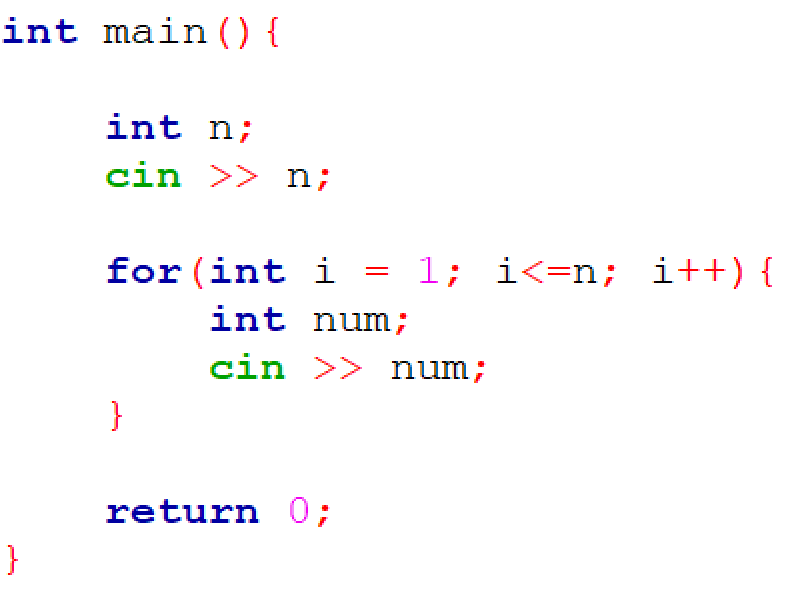 int main(){
int n;
cin >> n;
for(int i = 1; i<=n; i++){
int num;
cin >> num;
}
return 0;
}